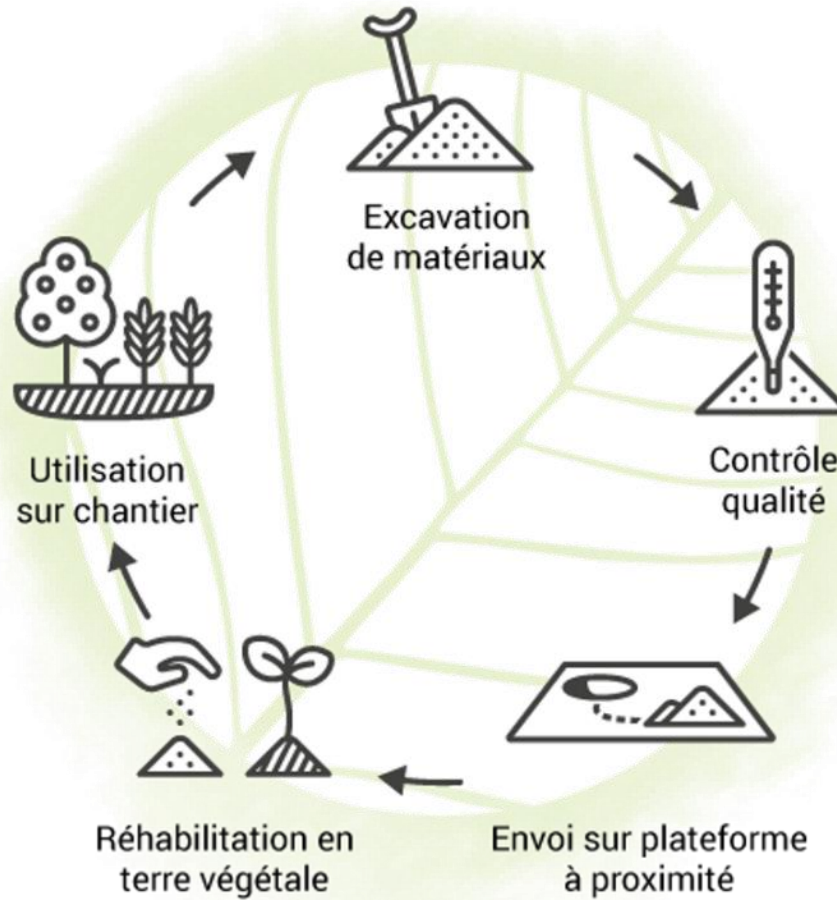 Excavation
de matériaux
Contrôle
qualité
Envoi sur plateforme
à proximité
Réhabilitation en
terre végétale
Utilisation
sur chantier